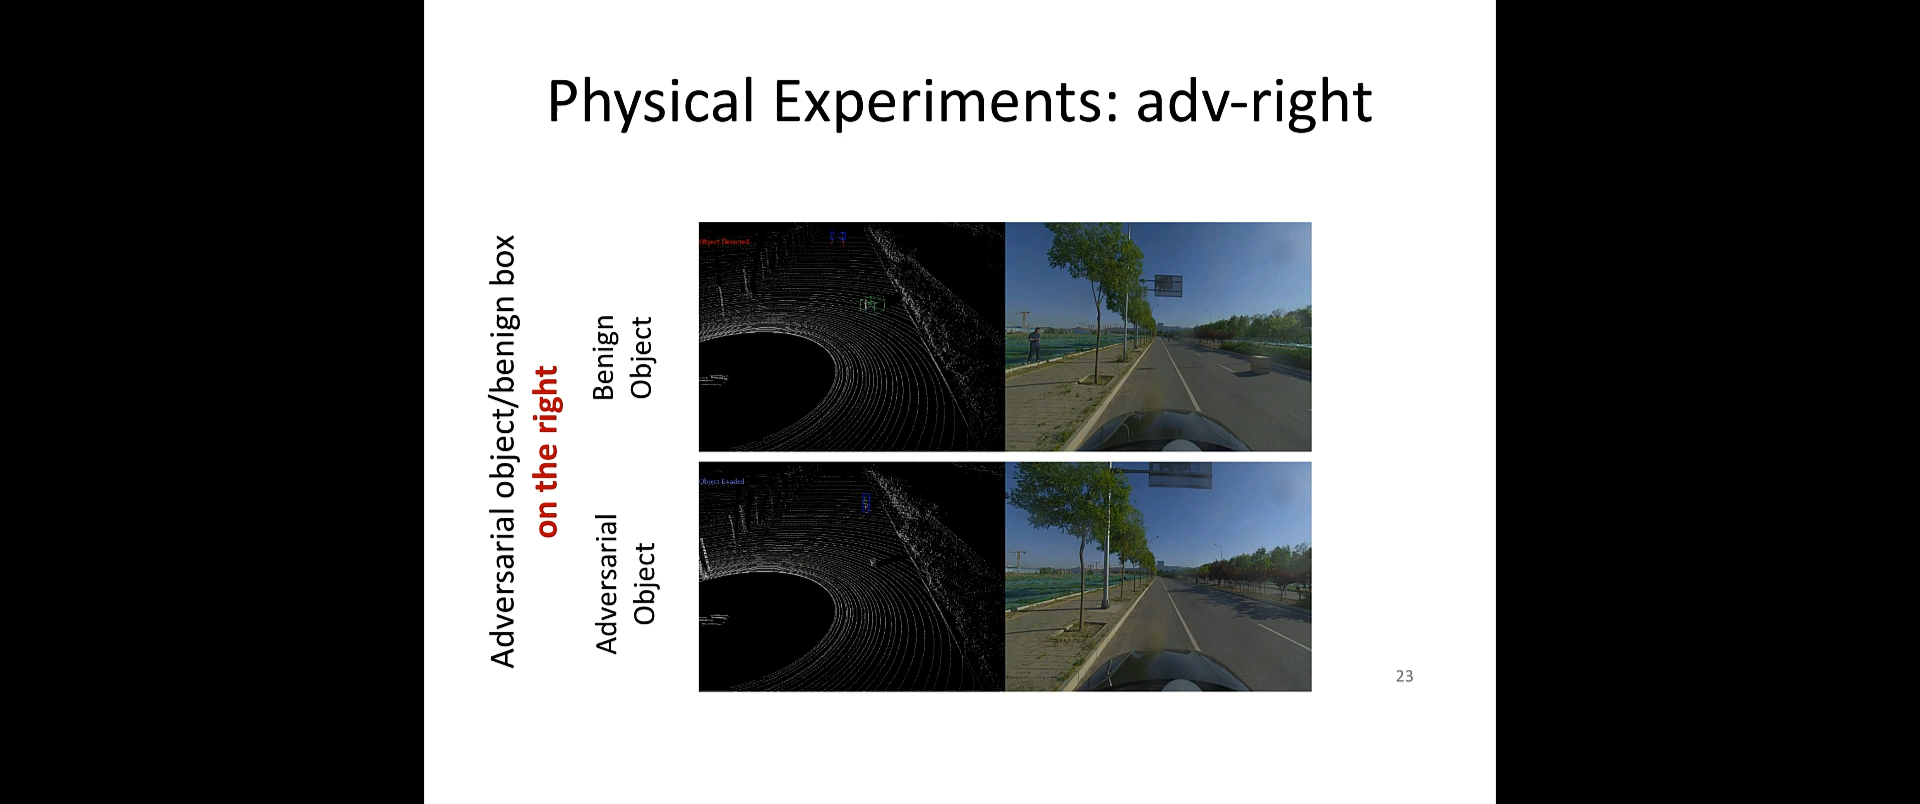 Physical Experiments: adv-right
Adversarial object/benign box
on the right
Benign
Object
Object Detected
Adversarial
Object
Object Evaded
23